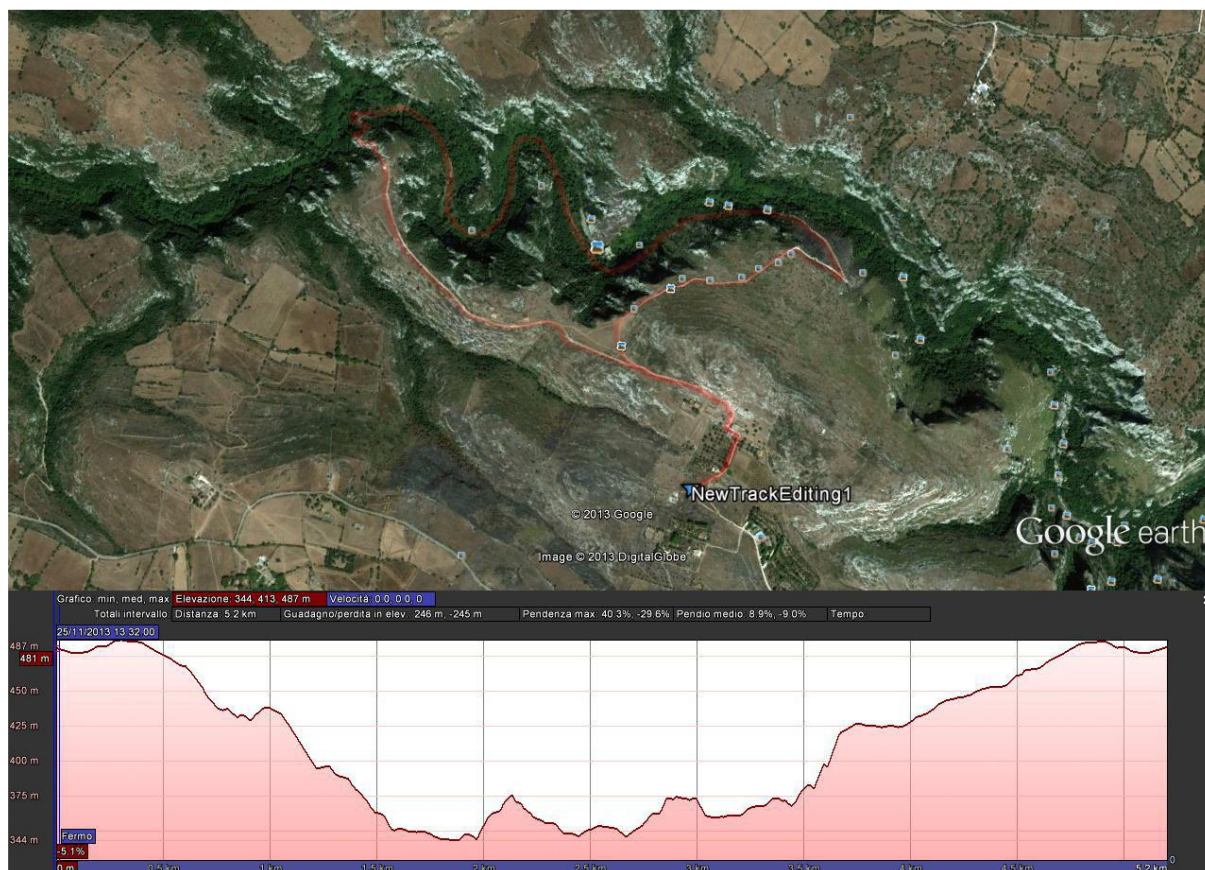 NewTrackEditing1
© 2013 Google
Image © 2013 DigitalGlobe
Google earth
Grafico: min, med, max Elevazione: 344, 413, 487 m Velocità: 0.0, 0.0, 0
Totali intervallo Distanza: 5.2 km Guadagno/perdita in elev.: 246 m, -245 m Pendenza max: 40.3%, -29.6% Pendio medio: 8.9%, -9.0% Tempo
25/11/2013 13.32.00
487 m
481 m
450 m
425 m
400 m
375 m
344 m
Fermo
-5.1%
0 m 0,5 km 1 km 1,5 km 2 km 2,5 km 3 km 3,5 km 4 km 4,5 km 5,2 km
0